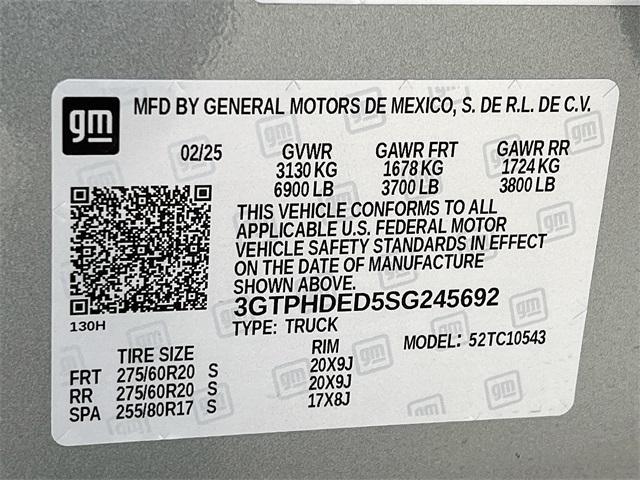 gm MFD BY GENERAL MOTORS DE MEXICO, S. DE R.L. DE C.V.
02/25 GVWR GAWR FRT GAWR RR
3130 KG 1678 KG 1724 KG
6900 LB 3700 LB 3800 LB
THIS VEHICLE CONFORMS TO ALL
APPLICABLE U.S. FEDERAL MOTOR
VEHICLE SAFETY STANDARDS IN EFFECT
ON THE DATE OF MANUFACTURE
SHOWN ABOVE.
3GTPHDED5SG245692
130H TYPE: TRUCK MODEL: 52TC10543
TIRE SIZE RIM
FRT 275/60R20 S 20X9J
RR 275/60R20 S 20X9J
SPA 255/80R17 S 17X8J